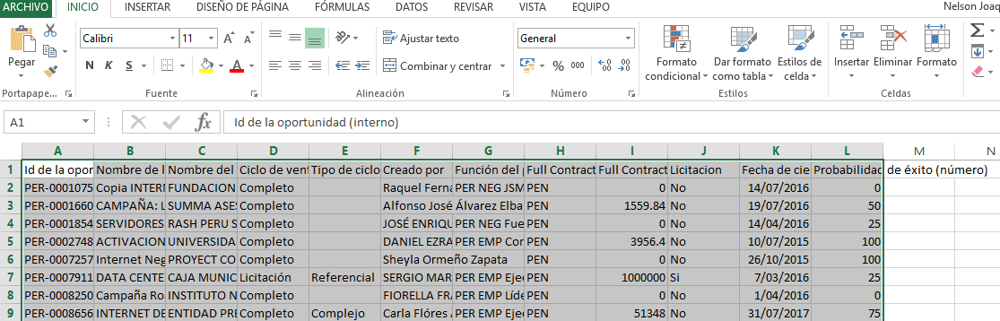 ARCHIVO INICIO INSERTAR DISEÑO DE PÁGINA FÓRMULAS DATOS REVISAR VISTA EQUIPO Nelson Joaq
Calibri 11 A A Ajustar texto General
Pegar N K S A Combinar y centrar % 000 Formato condicional Dar formato como tabla Estilos de celda Insertar Eliminar Formato
Portapape... Fuente Alineación Número Estilos Celdas
A1 fx Id de la oportunidad (interno)
A B C D E F G H I J K L M N
1 Id de la opor Nombre de l Nombre del Ciclo de vent Tipo de ciclo Creado por Función del p Full Contract Full Contract Licitacion Fecha de cie Probabilidad de éxito (número)
2 PER-0001075 Copia INTERI FUNDACION Completo Raquel Ferna PER NEG JSM PEN 0 No 14/07/2016 0
3 PER-0001660 CAMPAÑA: L SUMMA ASES Completo Alfonso José Álvarez Elba PEN 1559.84 No 19/07/2016 50
4 PER-0001854 SERVIDORES RASH PERU S Completo JOSÉ ENRIQU PER NEG Fue PEN 0 No 14/04/2016 25
5 PER-0002748 ACTIVACION UNIVERSIDA Completo DANIEL EZRA PER EMP Con PEN 3956.4 No 10/07/2015 100
6 PER-0007257 Internet Neg PROYECT CO Completo Sheyla Ormeño Zapata PEN 0 No 26/10/2015 100
7 PER-0007911 DATA CENTE CAJA MUNIC Licitación Referencial SERGIO MAR PER EMP Ejec PEN 1000000 Si 7/03/2016 25
8 PER-0008250 Campaña Ro INSTITUTO N Completo FIORELLA FRA PER EMP Líde PEN 0 No 1/04/2016 0
9 PER-0008656 INTERNET DE ENTIDAD PRE Completo Complejo Carla Flóres A PER EMP Ejec PEN 51348 No 31/07/2017 75